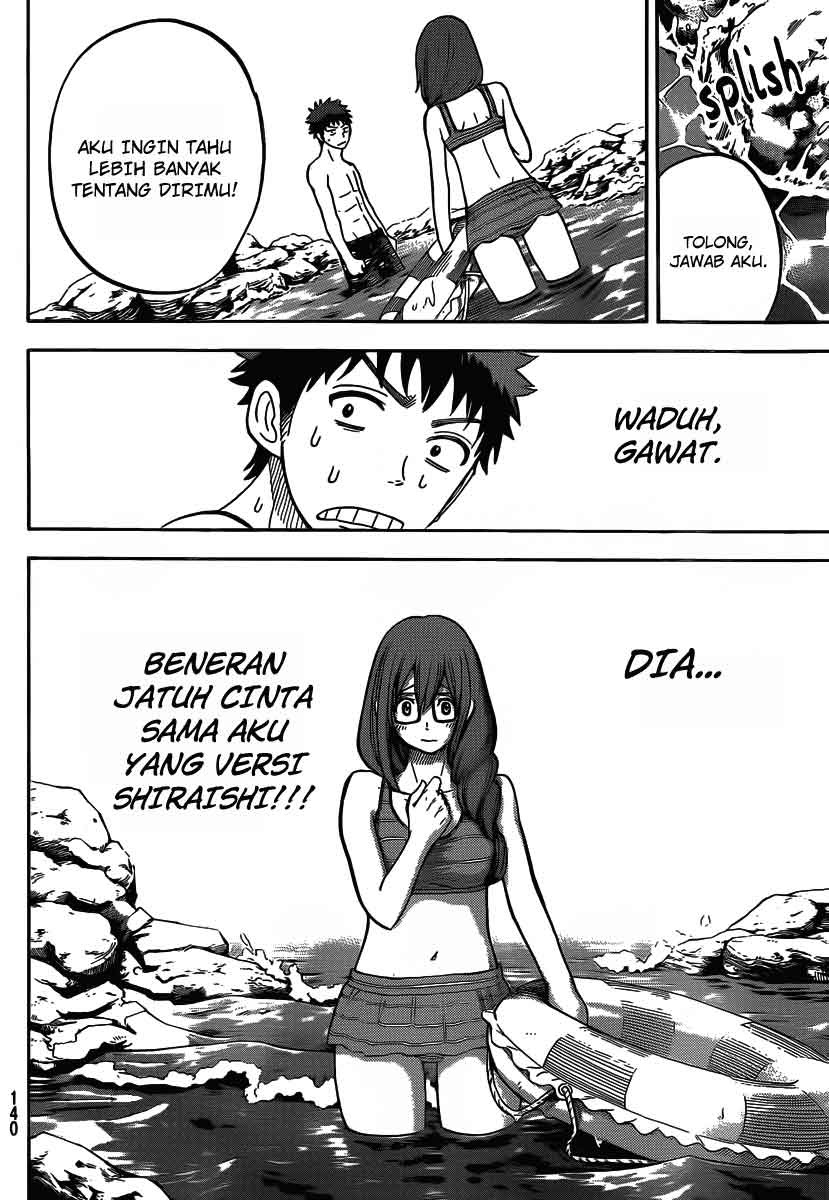 splish
TOLONG,
JAWAB AKU.
AKU INGIN TAHU
LEBIH BANYAK
TENTANG DIRIMU!
WADUH,
GAWAT.
DIA...
BENERAN
JATUH CINTA
SAMA AKU
YANG VERSI
SHIRAISHI!!!
140